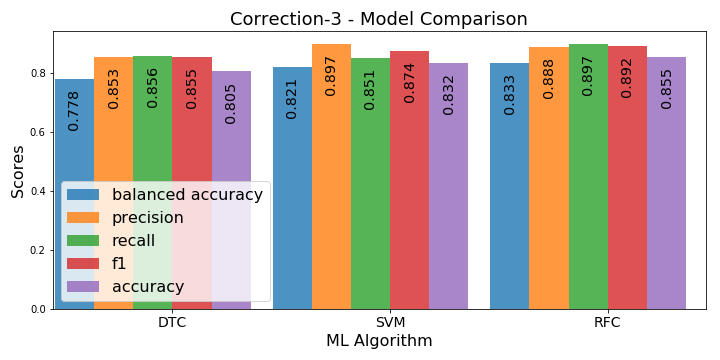 Correction-3 - Model Comparison
Scores
0.8
0.6
0.4
0.2
0.0
0.778
0.853
0.856
0.855
0.805
0.821
0.897
0.851
0.874
0.832
0.833
0.888
0.897
0.892
0.855
balanced accuracy
precision
recall
f1
accuracy
DTC
SVM
RFC
ML Algorithm